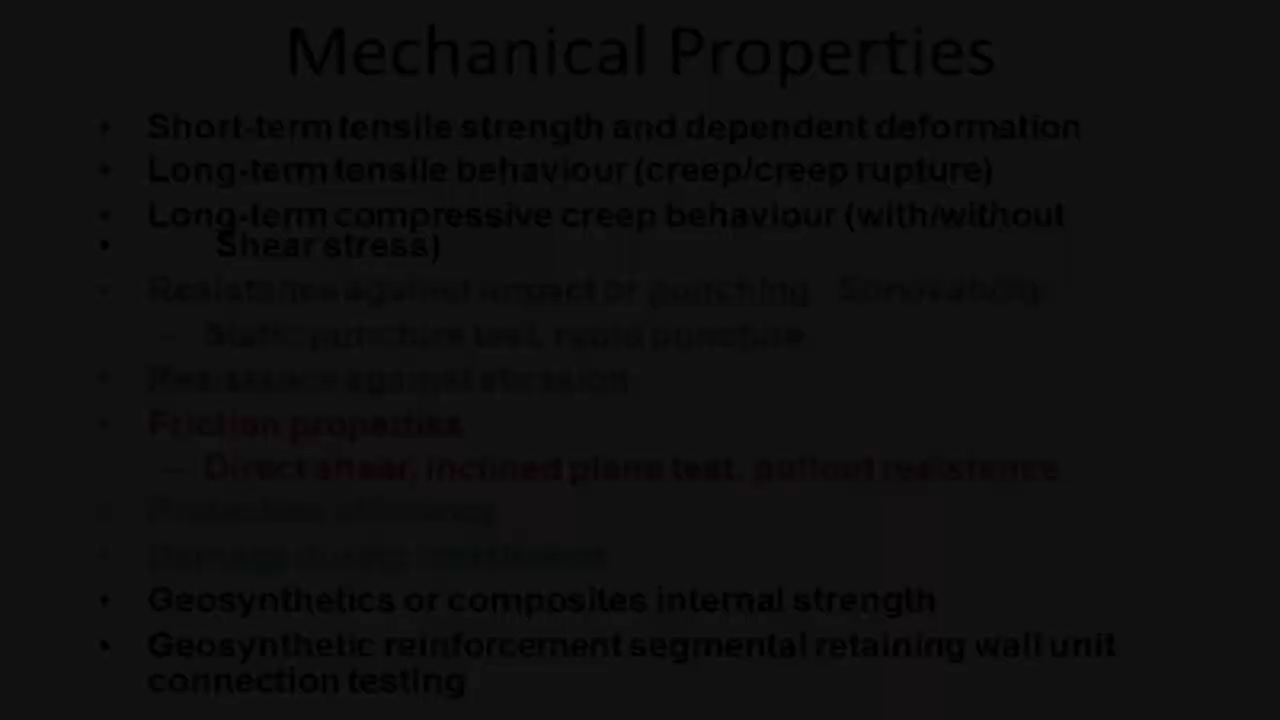 Mechanical Properties
• Short-term tensile strength and dependent deformation
• Long-term tensile behaviour (creep/creep rupture)
• Long-term compressive creep behaviour (with/without
• Shear stress)
• Resistance against impact or punching Survivability
– Static puncture test, rapid puncture
• Resistance against abrasion
• Friction properties
– Direct shear, inclined plane test, pullout resistance
• Protection efficiency
• Damage during installation
• Geosynthetics or composites internal strength
• Geosynthetic reinforcement segmental retaining wall unit
connection testing